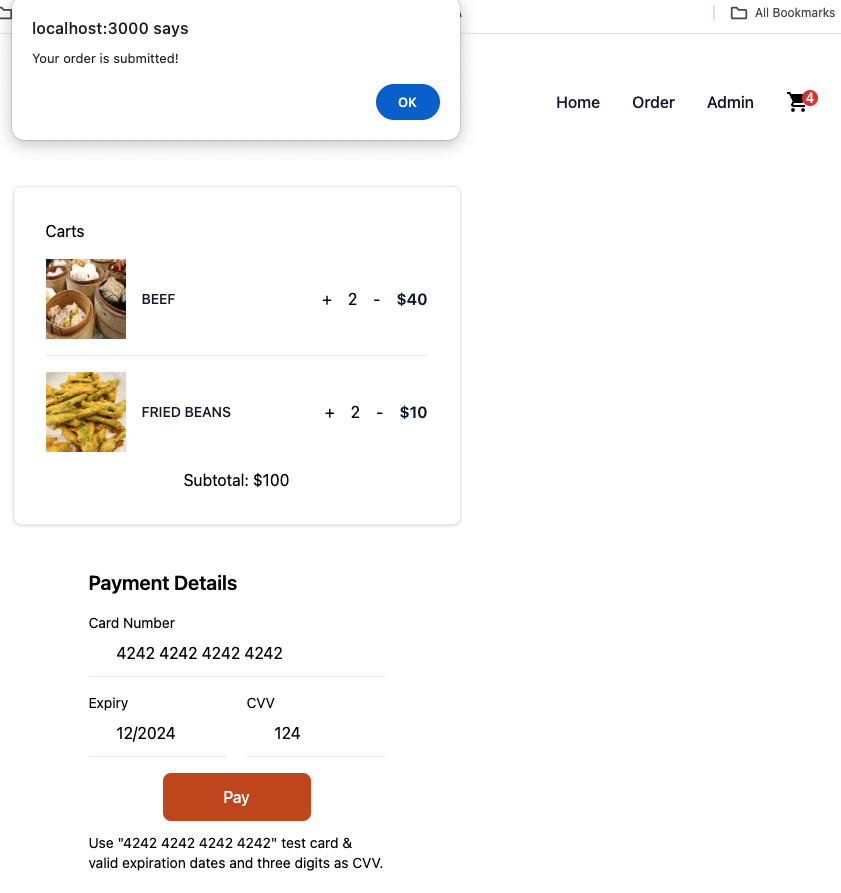 localhost:3000 says
Your order is submitted!
OK
All Bookmarks
Home Order Admin 4
Carts
BEEF + 2 - $40
FRIED BEANS + 2 - $10
Subtotal: $100
Payment Details
Card Number
4242 4242 4242 4242
Expiry CVV
12/2024 124
Pay
Use "4242 4242 4242 4242" test card &
valid expiration dates and three digits as CVV.